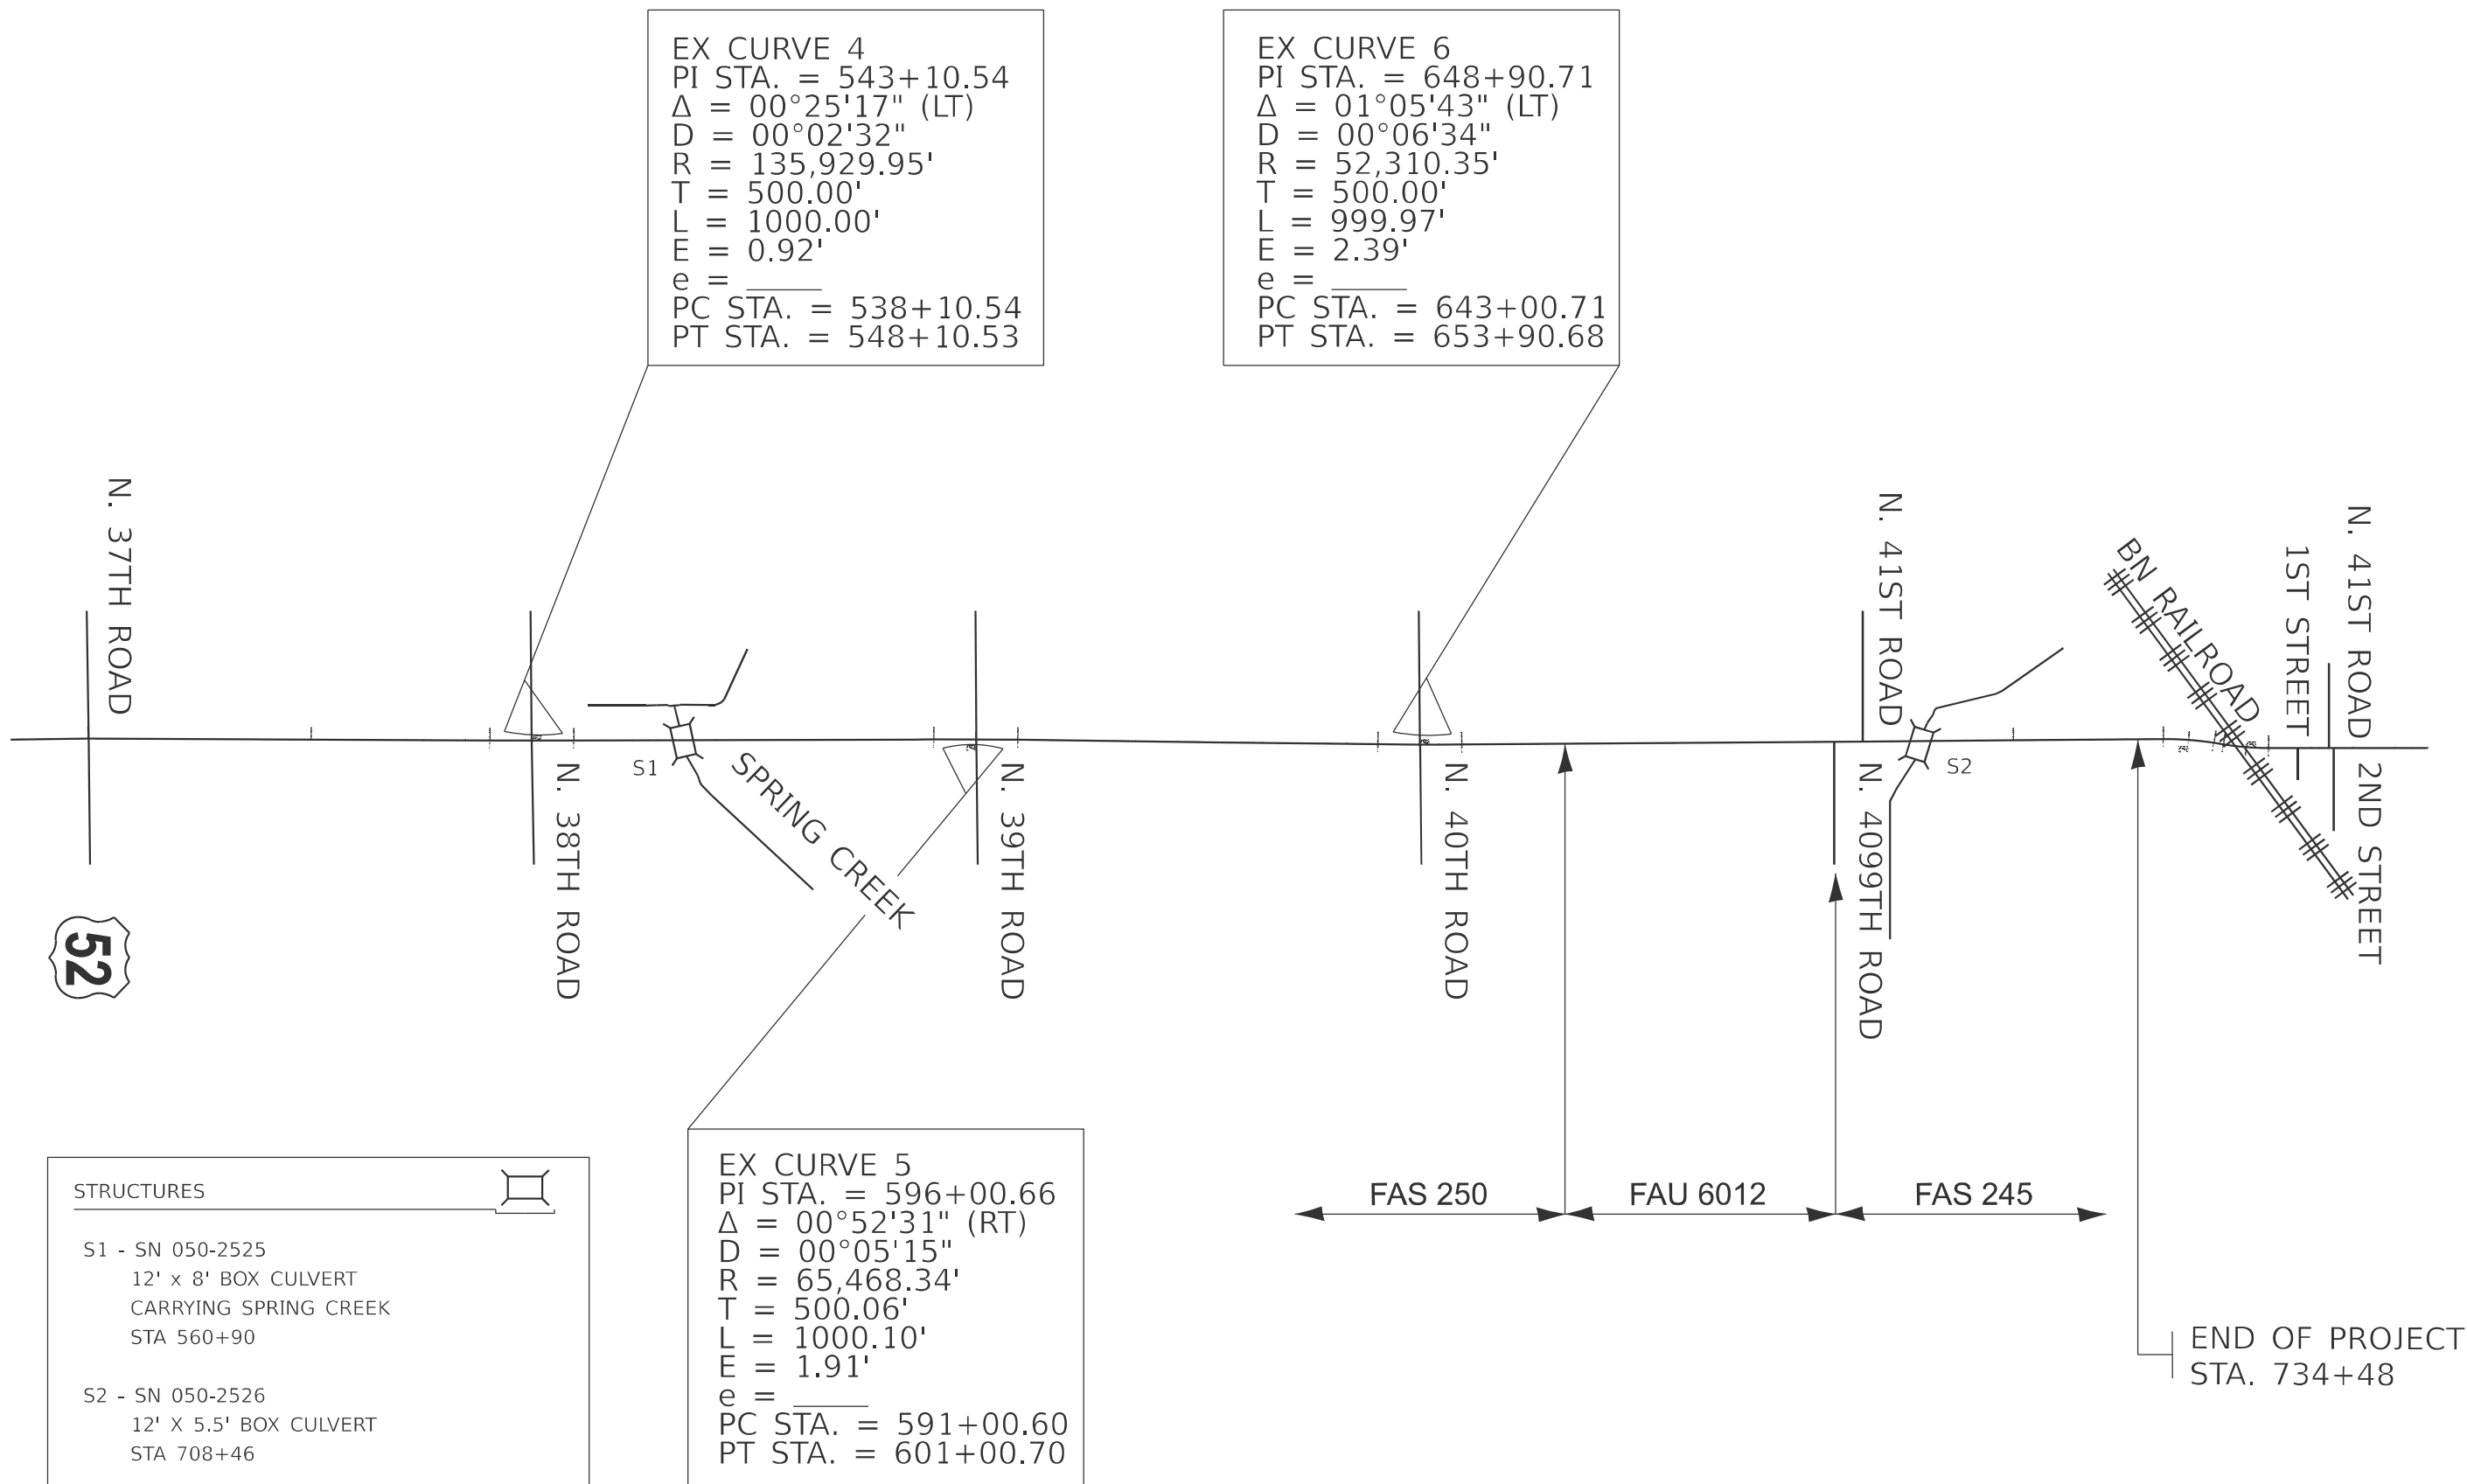 EX CURVE 4
PI STA. = 543+10.54
Δ = 00°25'17" (LT)
D = 00°02'32"
R = 135,929.95'
T = 500.00'
L = 1000.00'
E = 0.92'
e = _____
PC STA. = 538+10.54
PT STA. = 548+10.53
EX CURVE 6
PI STA. = 648+90.71
Δ = 01°05'43" (LT)
D = 00°06'34"
R = 52,310.35'
T = 500.00'
L = 999.97'
E = 2.39'
e = _____
PC STA. = 643+00.71
PT STA. = 653+90.68
N. 37TH ROAD
N. 38TH ROAD
S1
SPRING CREEK
N. 39TH ROAD
N. 40TH ROAD
N. 41ST ROAD
N. 4099TH ROAD
S2
BN RAILROAD
1ST STREET
N. 41ST ROAD
2ND STREET
52
STRUCTURES
S1 - SN 050-2525
12' x 8' BOX CULVERT
CARRYING SPRING CREEK
STA 560+90
S2 - SN 050-2526
12' X 5.5' BOX CULVERT
STA 708+46
EX CURVE 5
PI STA. = 596+00.66
Δ = 00°52'31" (RT)
D = 00°05'15"
R = 65,468.34'
T = 500.06'
L = 1000.10'
E = 1.91'
e = _____
PC STA. = 591+00.60
PT STA. = 601+00.70
FAS 250
FAU 6012
FAS 245
END OF PROJECT
STA. 734+48